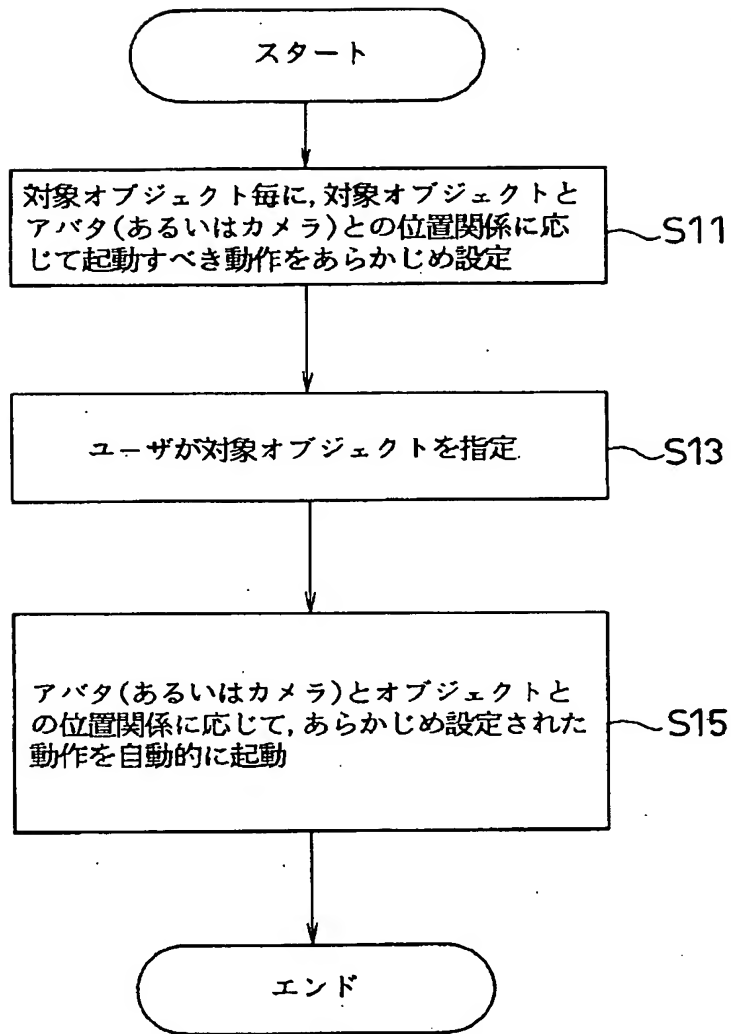 スタート
対象オブジェクト毎に,対象オブジェクトと
アバタ(あるいはカメラ)との位置関係に応
じて起動すべき動作をあらかじめ設定
S11
ユーザが対象オブジェクトを指定
S13
アバタ(あるいはカメラ)とオブジェクトと
の位置関係に応じて,あらかじめ設定された
動作を自動的に起動
S15
エンド